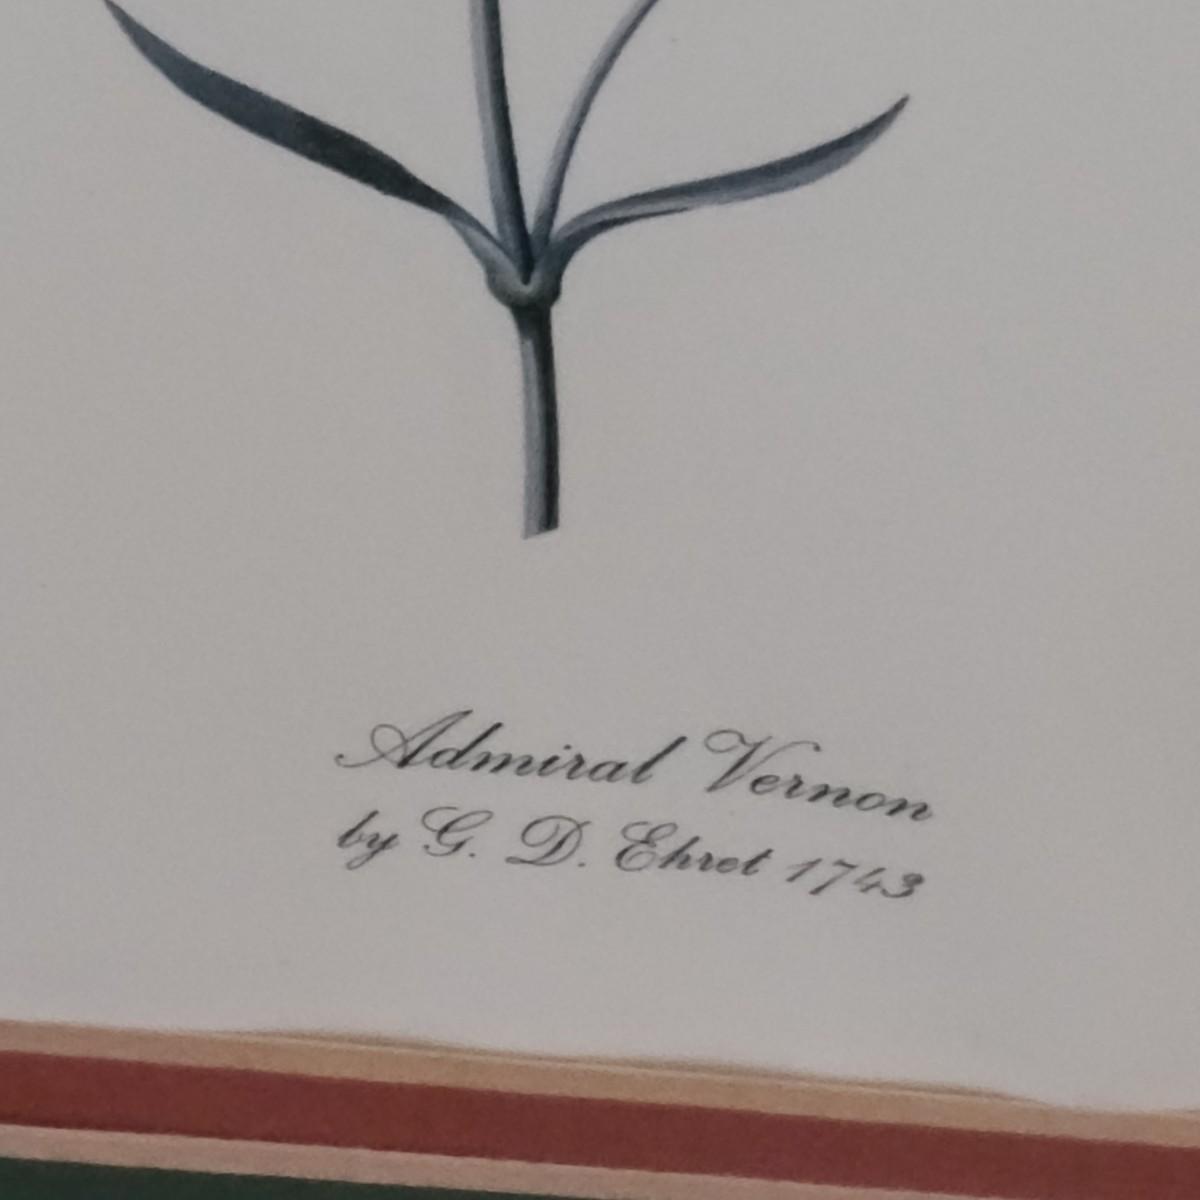 Admiral Vernon
by G. D. Ehret 1743